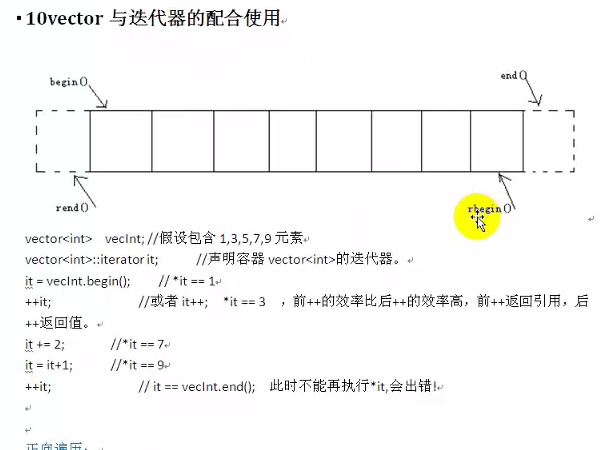 ▪10vector 与迭代器的配合使用
begin()
end()
rend()
rbegin()
vector<int> vecInt; //假设包含 1,3,5,7,9 元素
vector<int>::iterator it; //声明容器 vector<int>的迭代器。
it = vecInt.begin(); // *it == 1
++it; //或者 it++; *it == 3 ，前++的效率比后++的效率高，前++返回引用，后
++返回值。
it += 2; //*it == 7
it = it+1; //*it == 9
++it; // it == vecInt.end(); 此时不能再执行*it,会出错!
正向遍历：